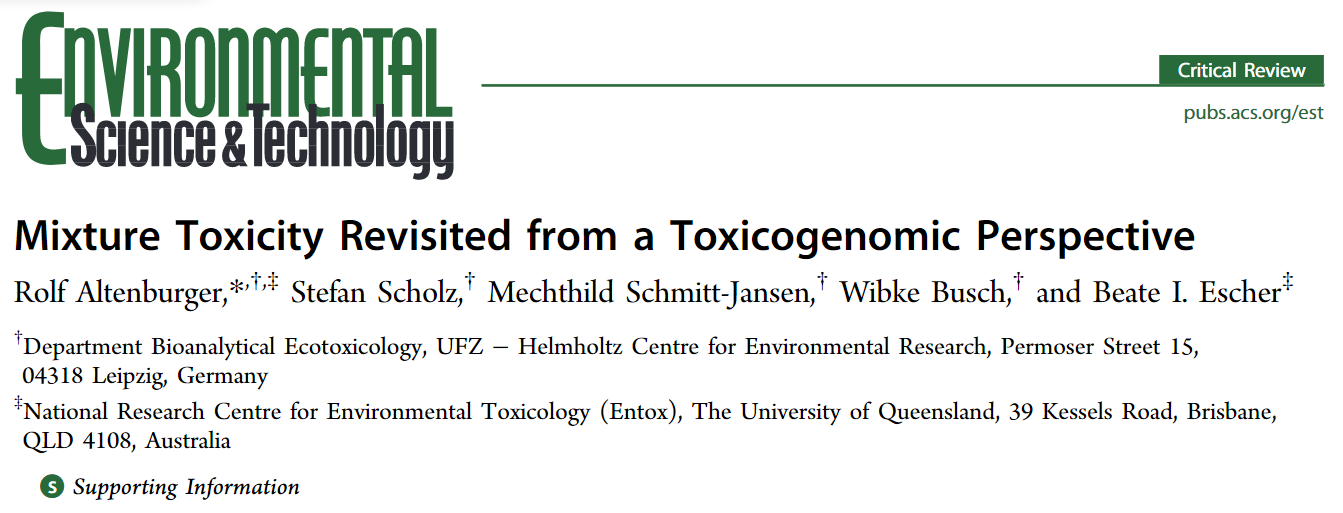 ENVIRONMENTAL
Science & Technology
Critical Review
pubs.acs.org/est
Mixture Toxicity Revisited from a Toxicogenomic Perspective
Rolf Altenburger,*,†,‡ Stefan Scholz,† Mechthild Schmitt-Jansen,† Wibke Busch,† and Beate I. Escher‡
†Department Bioanalytical Ecotoxicology, UFZ − Helmholtz Centre for Environmental Research, Permoser Street 15,
04318 Leipzig, Germany
‡National Research Centre for Environmental Toxicology (Entox), The University of Queensland, 39 Kessels Road, Brisbane,
QLD 4108, Australia
S Supporting Information